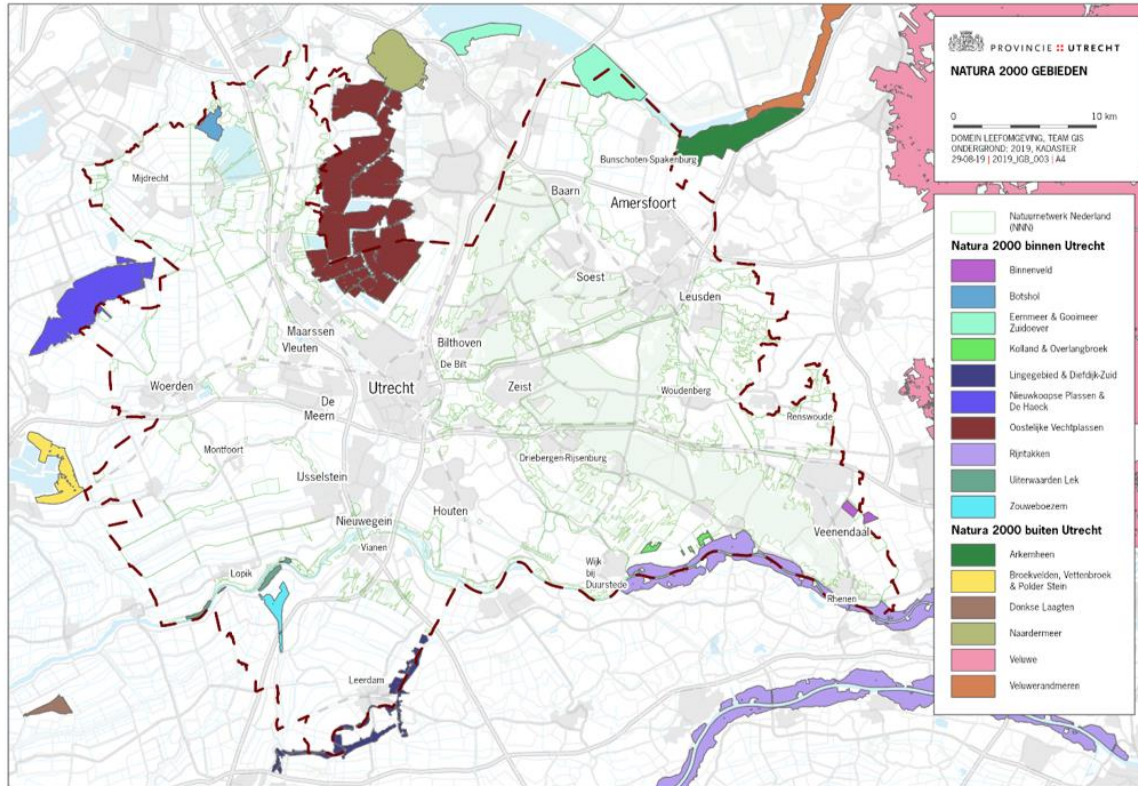 PROVINCIE UTRECHT
NATURA 2000 GEBIEDEN
0 10 km
DOMEIN LEEFOMGEVING, TEAM GIS
ONDERGROND: 2019, KADASTER
29-08-19 | 2019_IGB_003 | A4
Natuurnetwerk Nederland
(NNN)
Natura 2000 binnen Utrecht
Binnenveld
Botshol
Eemmeer & Gooimeer
Zuidoever
Kolland & Overlangbroek
Lingegebied & Diefdijk-Zuid
Nieuwkoopse Plassen &
De Haeck
Oostelijke Vechtplassen
Rijntakken
Uiterwaarden Lek
Zouweboezem
Natura 2000 buiten Utrecht
Arkemheen
Broekvelden, Vettenbroek
& Polder Stein
Donkse Laagten
Naardermeer
Veluwe
Veluwerandmeren
Mijdrecht
Bunschoten-Spakenburg
Baarn
Amersfoort
Soest
Leusden
Maarssen
Vleuten
Bilthoven
De Bilt
Woerden
Utrecht
Zeist
Woudenberg
De
Meern
Renswoude
Montfoort
Driebergen-Rijsenburg
IJsselstein
Nieuwegein
Houten
Veenendaal
Vianen
Lopik
Wijk
bij
Duurstede
Rhenen
Leerdam